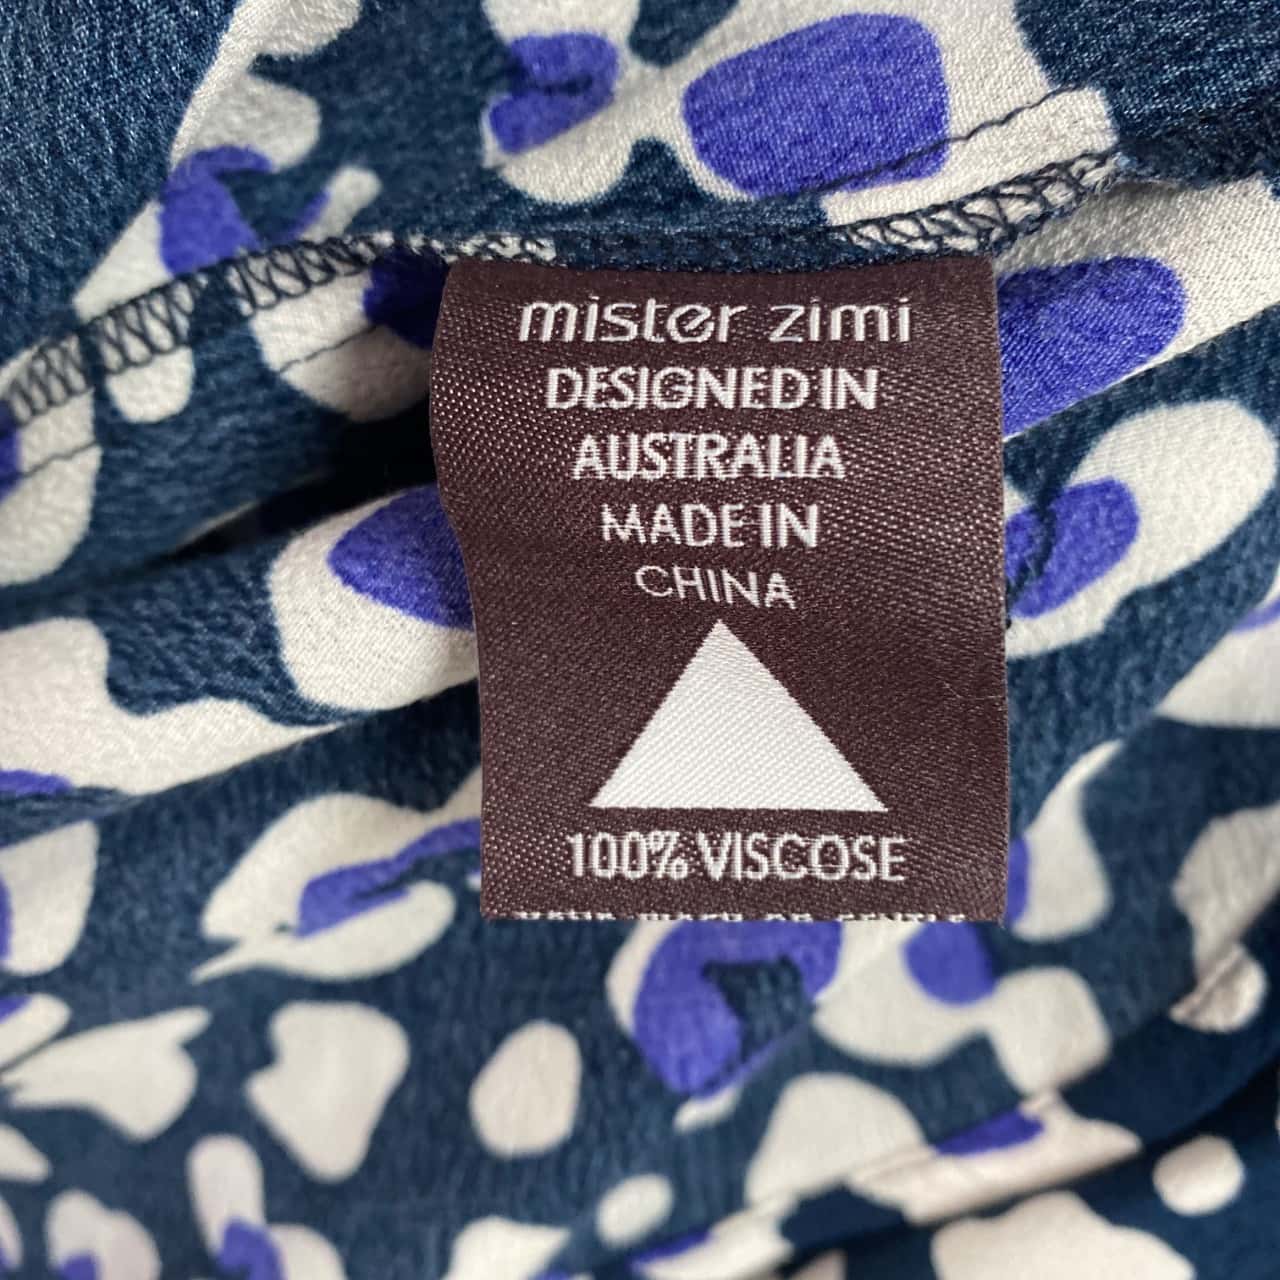 mister zimi
DESIGNED IN
AUSTRALIA
MADE IN
CHINA
100% VISCOSE